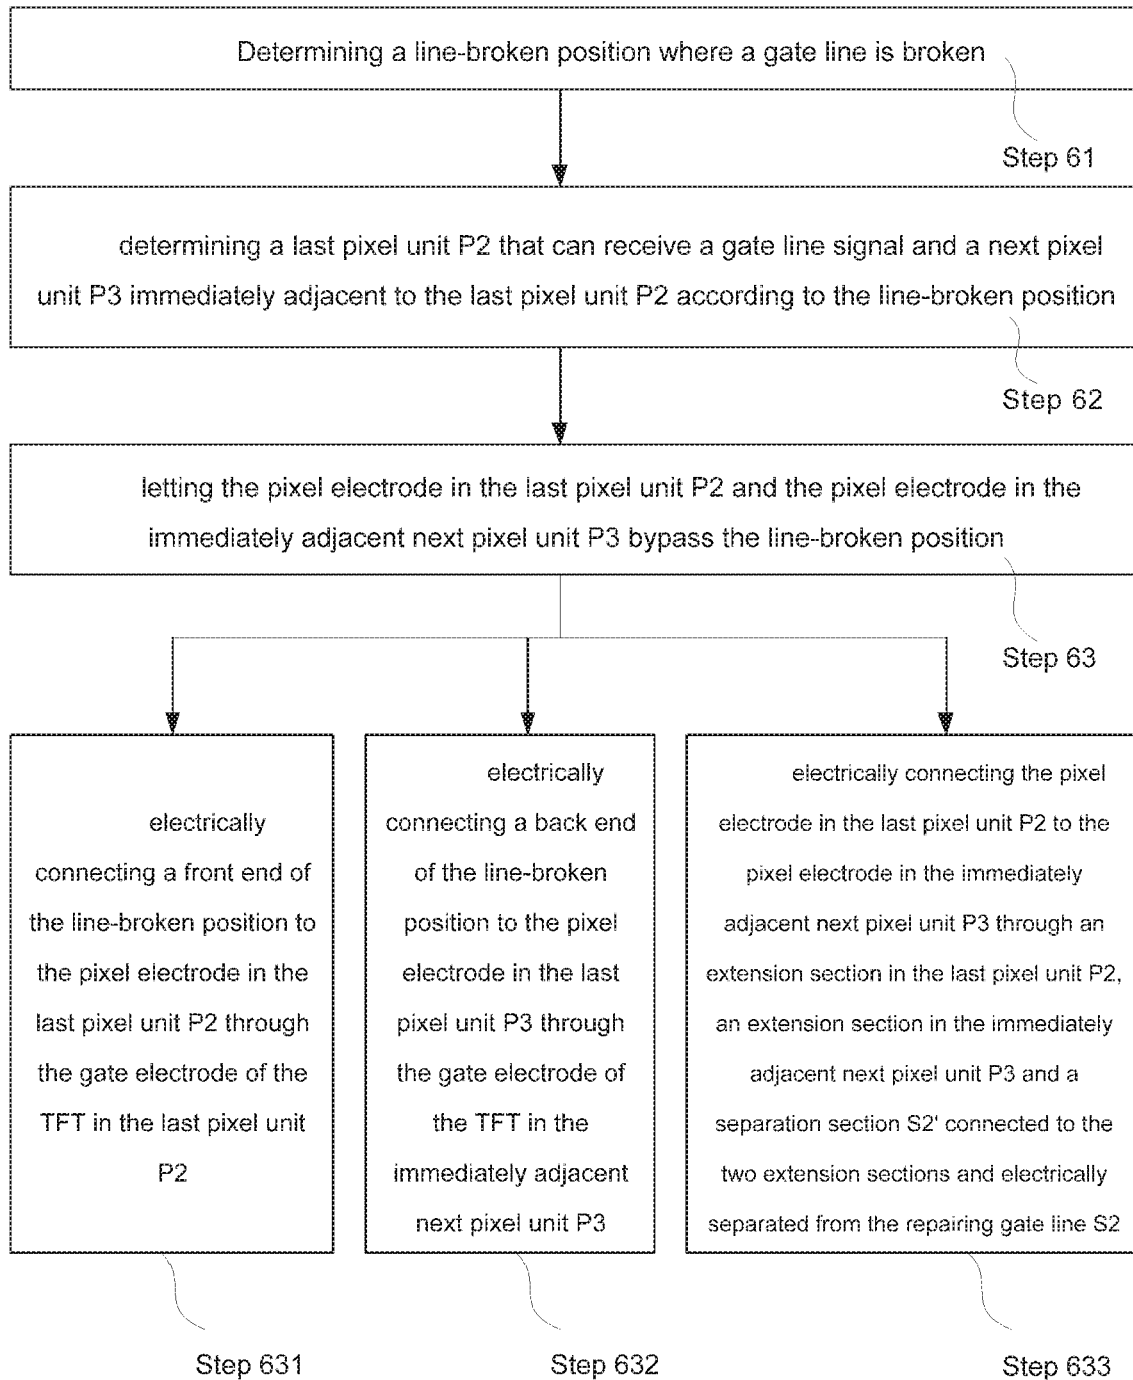 Determining a line-broken position where a gate line is broken
Step 61
determining a last pixel unit P2 that can receive a gate line signal and a next pixel
unit P3 immediately adjacent to the last pixel unit P2 according to the line-broken position
Step 62
letting the pixel electrode in the last pixel unit P2 and the pixel electrode in the
immediately adjacent next pixel unit P3 bypass the line-broken position
Step 63
electrically
connecting a front end of
the line-broken position to
the pixel electrode in the
last pixel unit P2 through
the gate electrode of the
TFT in the last pixel unit
P2
Step 631
electrically
connecting a back end
of the line-broken
position to the pixel
electrode in the last
pixel unit P3 through
the gate electrode of
the TFT in the
immediately adjacent
next pixel unit P3
Step 632
electrically connecting the pixel
electrode in the last pixel unit P2 to the
pixel electrode in the immediately
adjacent next pixel unit P3 through an
extension section in the last pixel unit P2,
an extension section in the immediately
adjacent next pixel unit P3 and a
separation section S2' connected to the
two extension sections and electrically
separated from the repairing gate line S2
Step 633